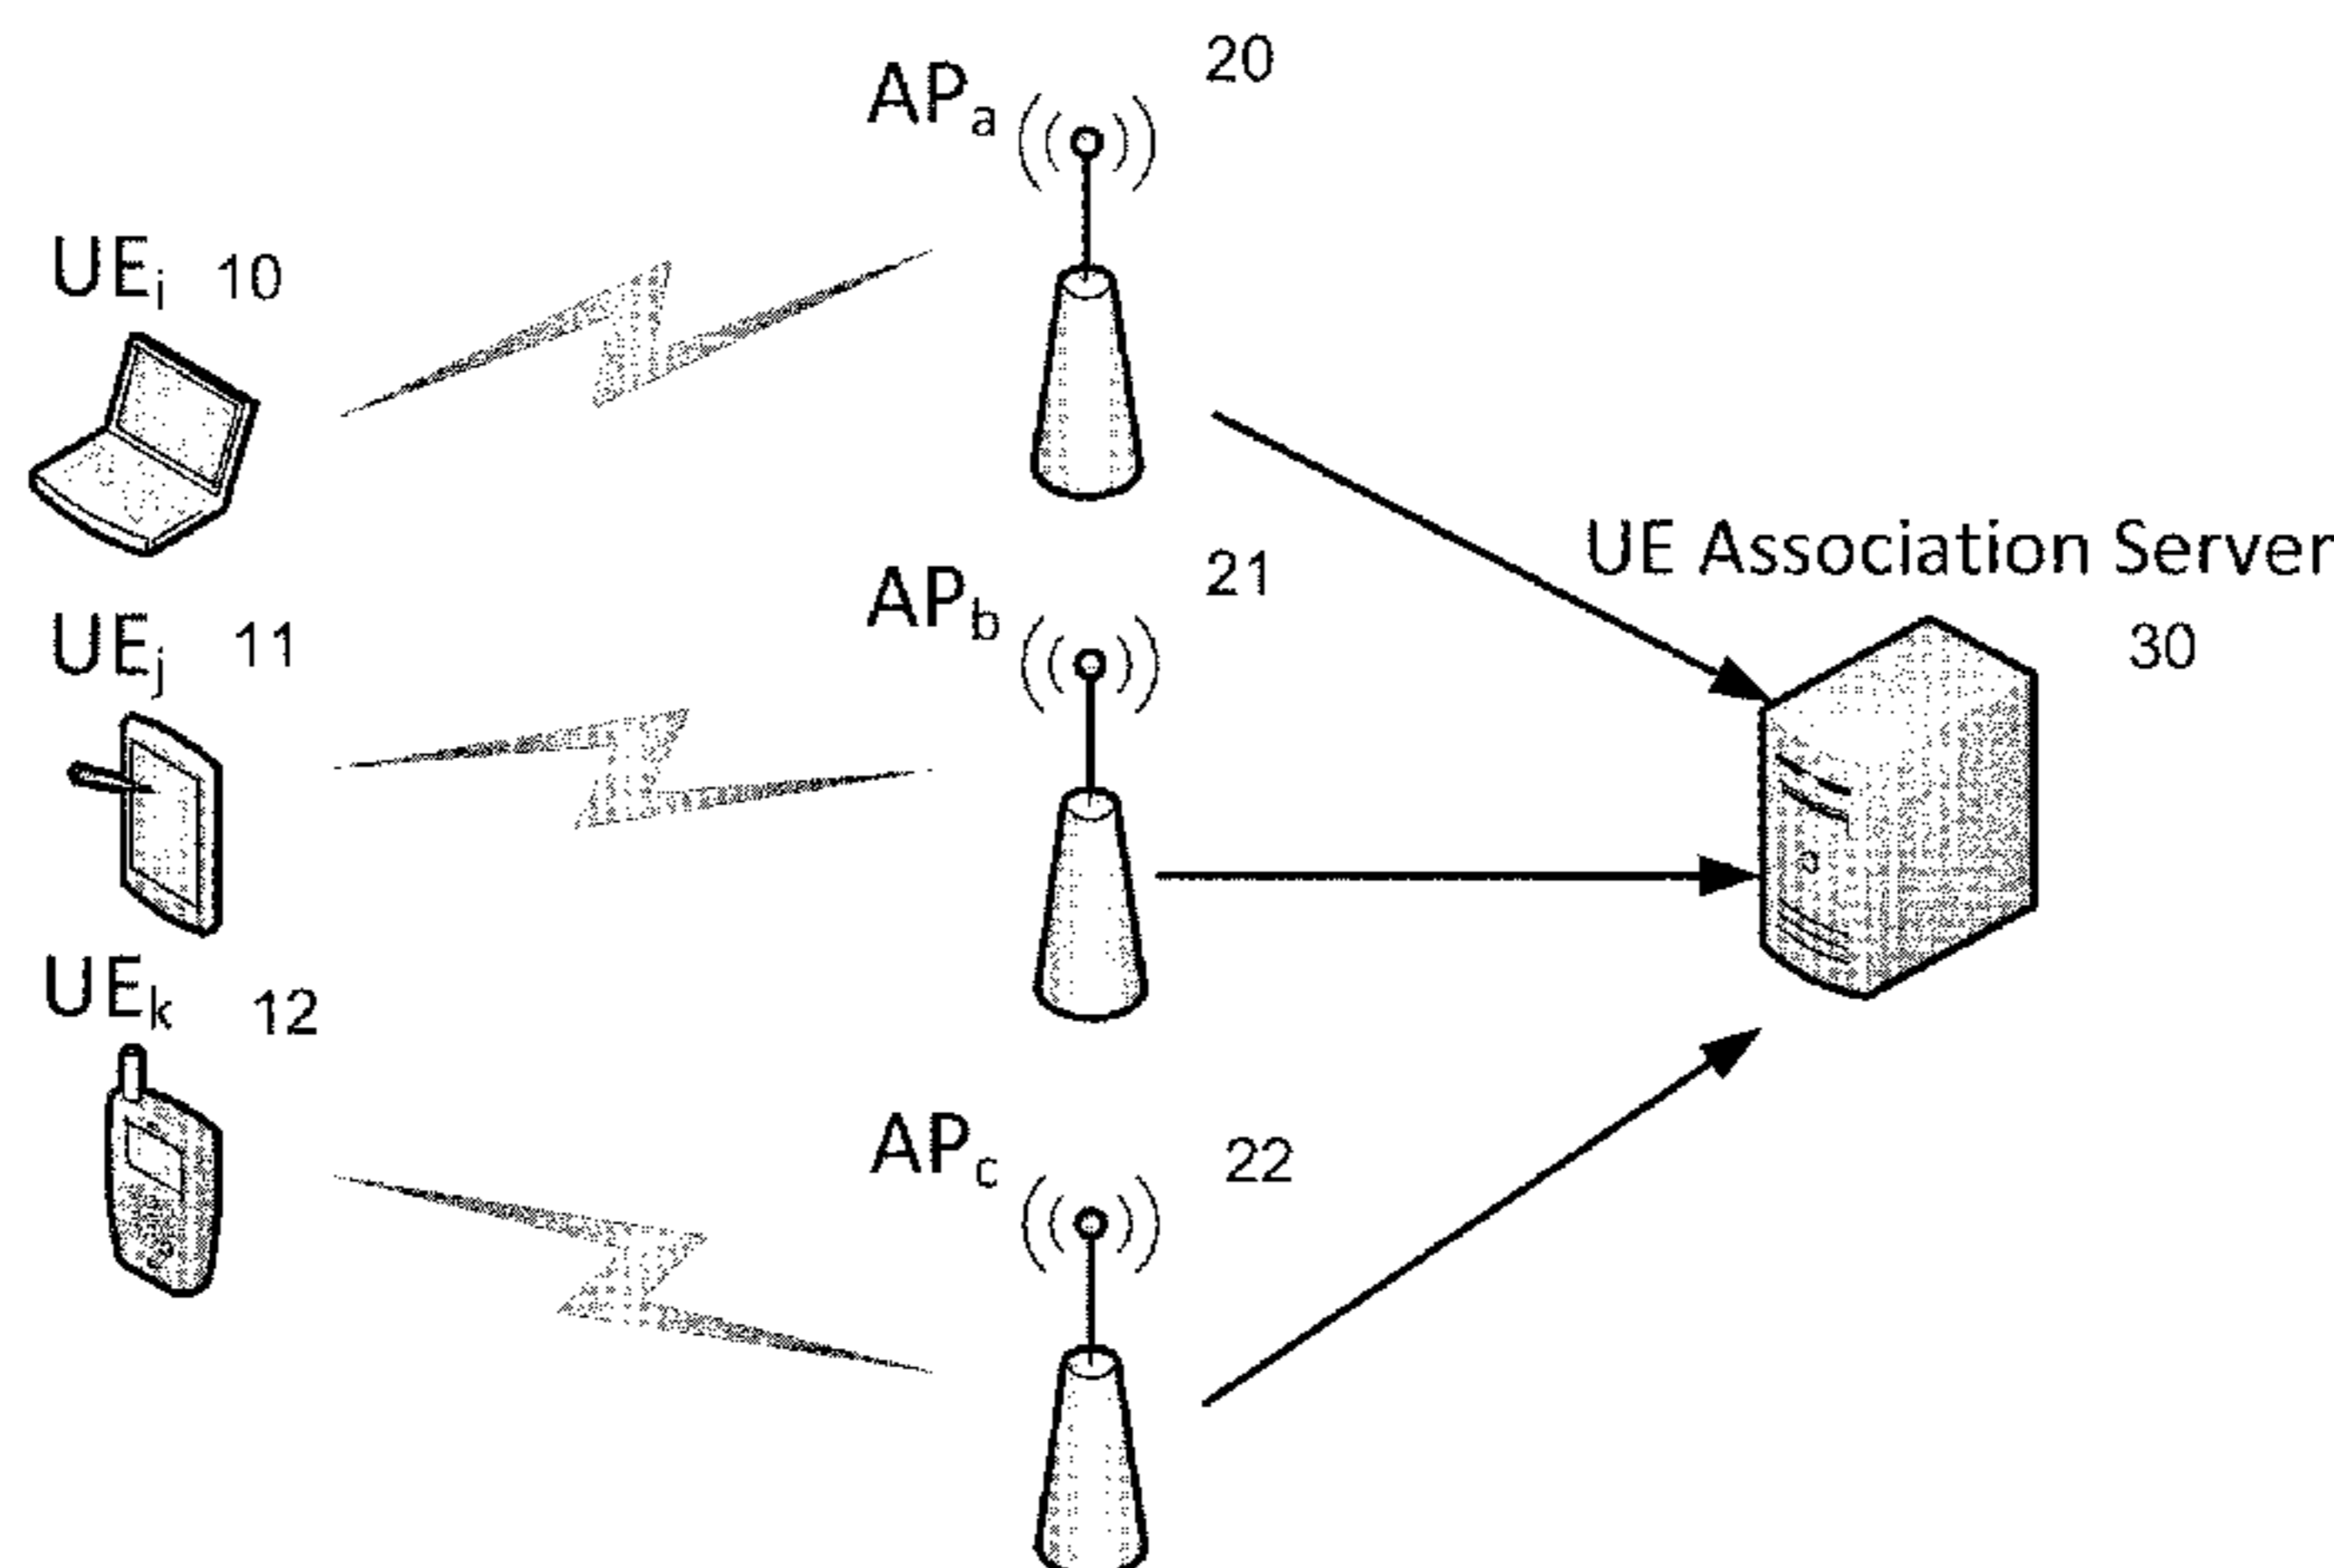 APa 20
UEi 10
UE Association Server
APb 21
UEj 11
30
UEk 12
APc 22